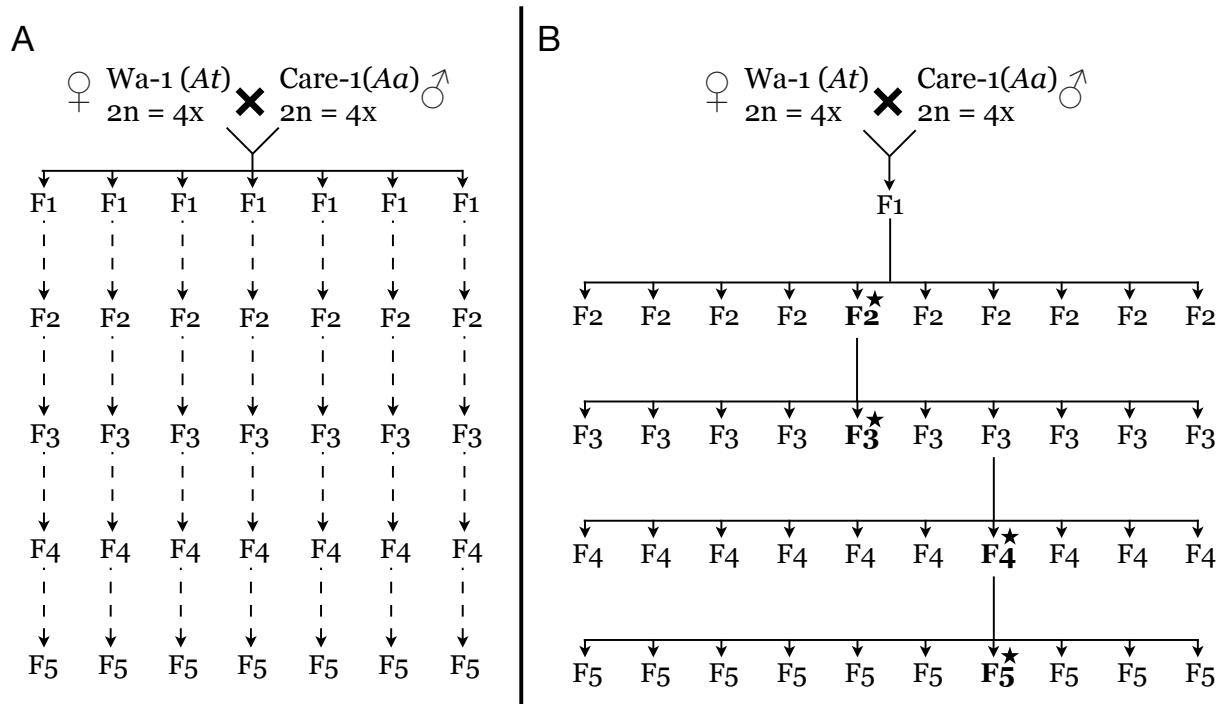 A
♀ Wa-1 (At) ✖ Care-1(Aa) ♂
2n = 4x 2n = 4x
F1 F1 F1 F1 F1 F1 F1
F2 F2 F2 F2 F2 F2 F2
F3 F3 F3 F3 F3 F3 F3
F4 F4 F4 F4 F4 F4 F4
F5 F5 F5 F5 F5 F5 F5
B
♀ Wa-1 (At) ✖ Care-1(Aa) ♂
2n = 4x 2n = 4x
F1
F2 F2 F2 F2 F2★ F2 F2 F2 F2 F2
F3 F3 F3 F3 F3★ F3 F3 F3 F3 F3
F4 F4 F4 F4 F4 F4 F4★ F4 F4 F4
F5 F5 F5 F5 F5 F5 F5★ F5 F5 F5